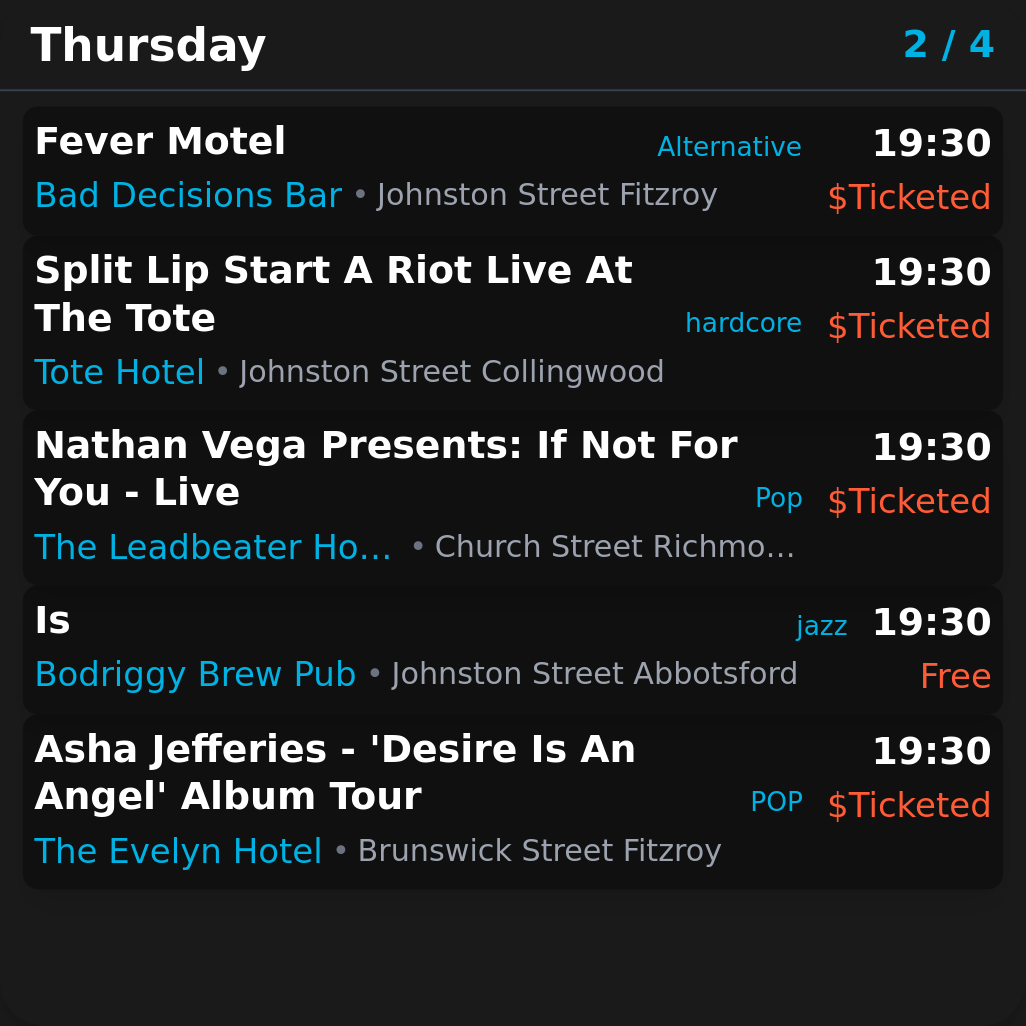 Thursday 2 / 4
Fever Motel Alternative 19:30
Bad Decisions Bar • Johnston Street Fitzroy $Ticketed
Split Lip Start A Riot Live At 19:30
The Tote hardcore $Ticketed
Tote Hotel • Johnston Street Collingwood
Nathan Vega Presents: If Not For 19:30
You - Live Pop $Ticketed
The Leadbeater Ho... • Church Street Richmo...
Is jazz 19:30
Bodriggy Brew Pub • Johnston Street Abbotsford Free
Asha Jefferies - 'Desire Is An 19:30
Angel' Album Tour POP $Ticketed
The Evelyn Hotel • Brunswick Street Fitzroy